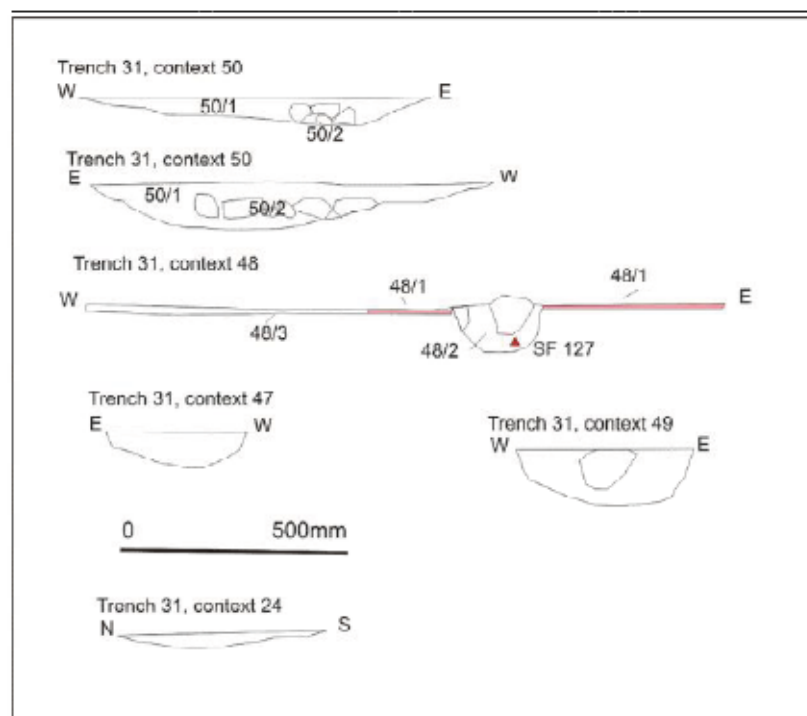 Trench 31, context 50
W E
50/1
50/2
Trench 31, context 50
E W
50/1
50/2
Trench 31, context 48
48/1 48/1
W E
48/3
48/2
SF 127
Trench 31, context 47
E W
Trench 31, context 49
W E
0 500mm
Trench 31, context 24
N S